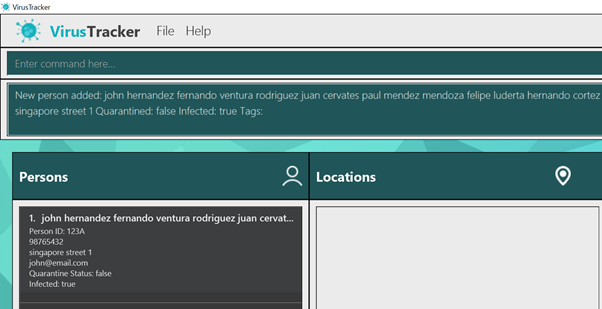 VirusTracker
VirusTracker File Help
Enter command here...
New person added: john hernandez fernando ventura rodriguez juan cervates paul mendez mendoza felipe luderta hernando cortez
singapore street 1 Quarantined: false Infected: true Tags:
Persons
Locations
1. john hernandez fernando ventura rodriguez juan cervat...
Person ID: 123A
98765432
singapore street 1
john@email.com
Quarantine Status: false
Infected: true